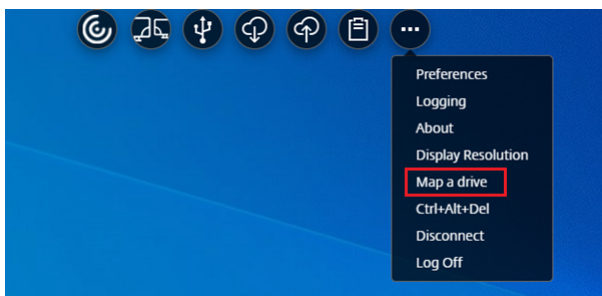 Preferences
Logging
About
Display Resolution
Map a drive
Ctrl+Alt+Del
Disconnect
Log Off